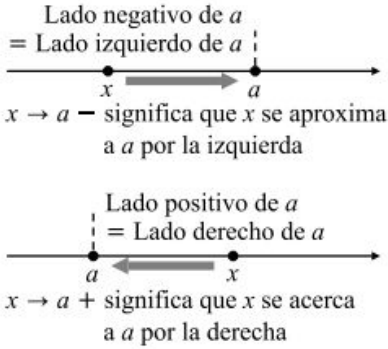 Lado negativo de a
= Lado izquierdo de a
x a
x → a − significa que x se aproxima
a a por la izquierda
Lado positivo de a
= Lado derecho de a
a x
x → a + significa que x se acerca
a a por la derecha